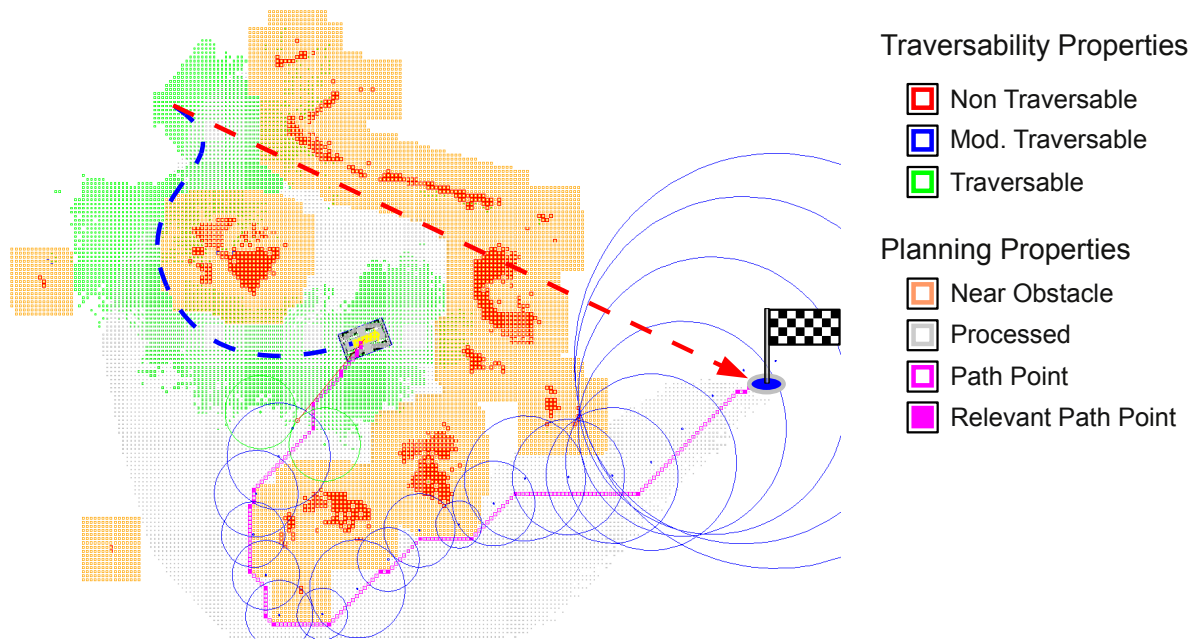 Traversability Properties
Non Traversable
Mod. Traversable
Traversable
Planning Properties
Near Obstacle
Processed
Path Point
Relevant Path Point